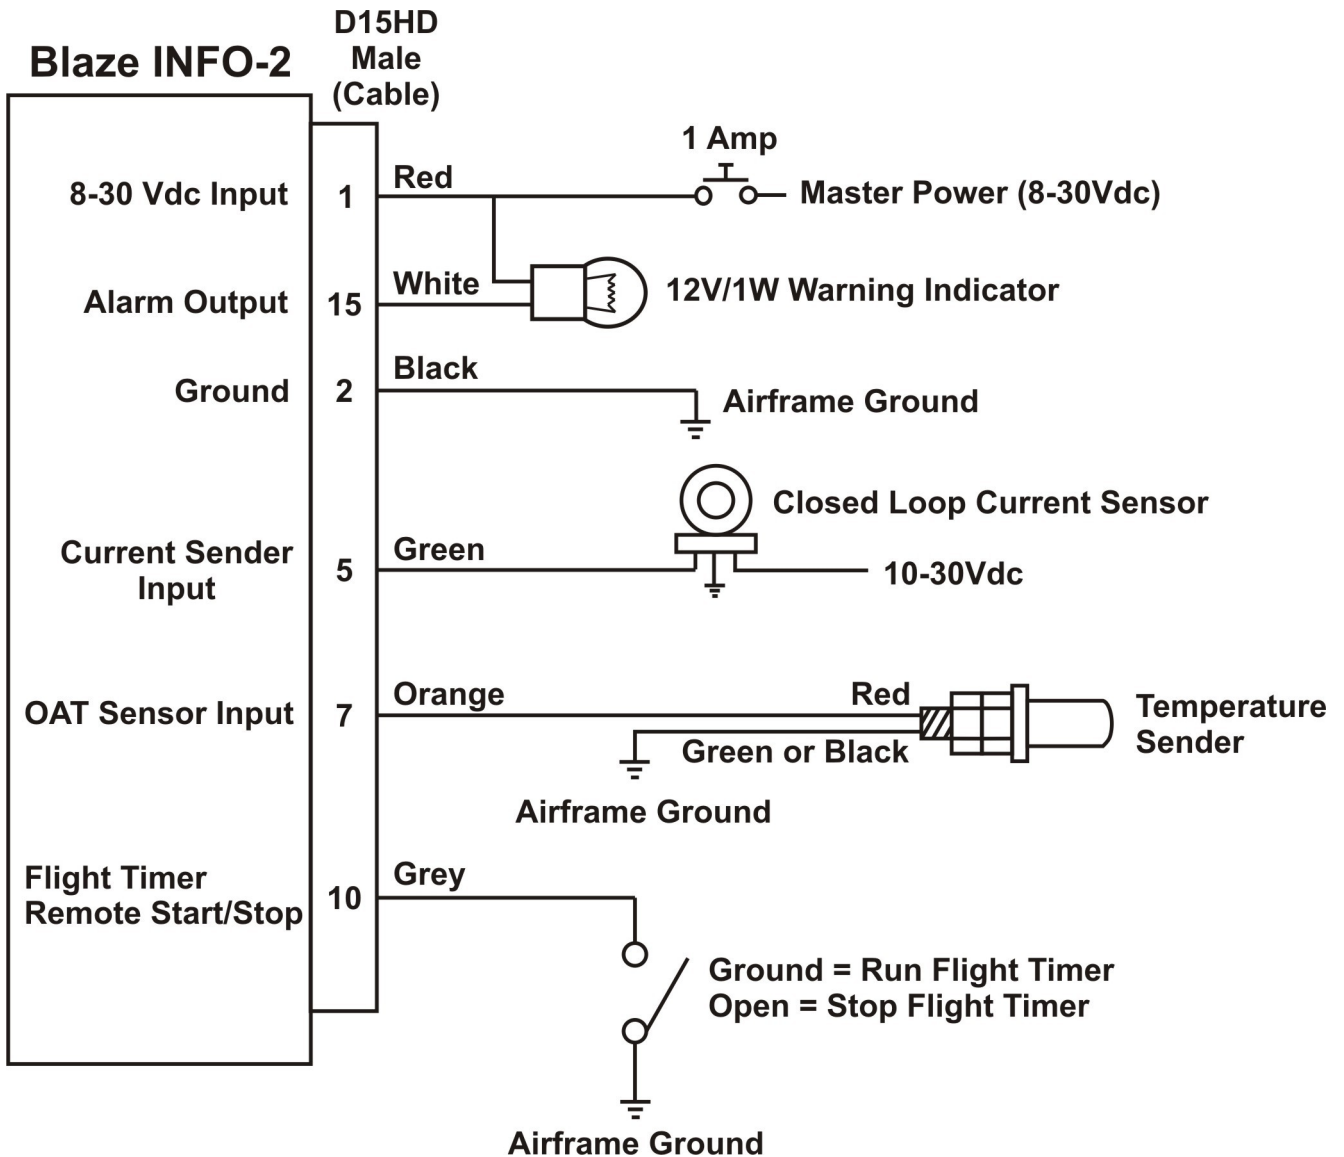 D15HD
Male
(Cable)
Blaze INFO-2
1 Amp
8-30 Vdc Input
1
Red
Master Power (8-30Vdc)
Alarm Output
15
White
12V/1W Warning Indicator
Ground
2
Black
Airframe Ground
Closed Loop Current Sensor
Current Sender
Input
5
Green
10-30Vdc
OAT Sensor Input
7
Orange
Red
Green or Black
Temperature
Sender
Airframe Ground
Flight Timer
Remote Start/Stop
10
Grey
Ground = Run Flight Timer
Open = Stop Flight Timer
Airframe Ground